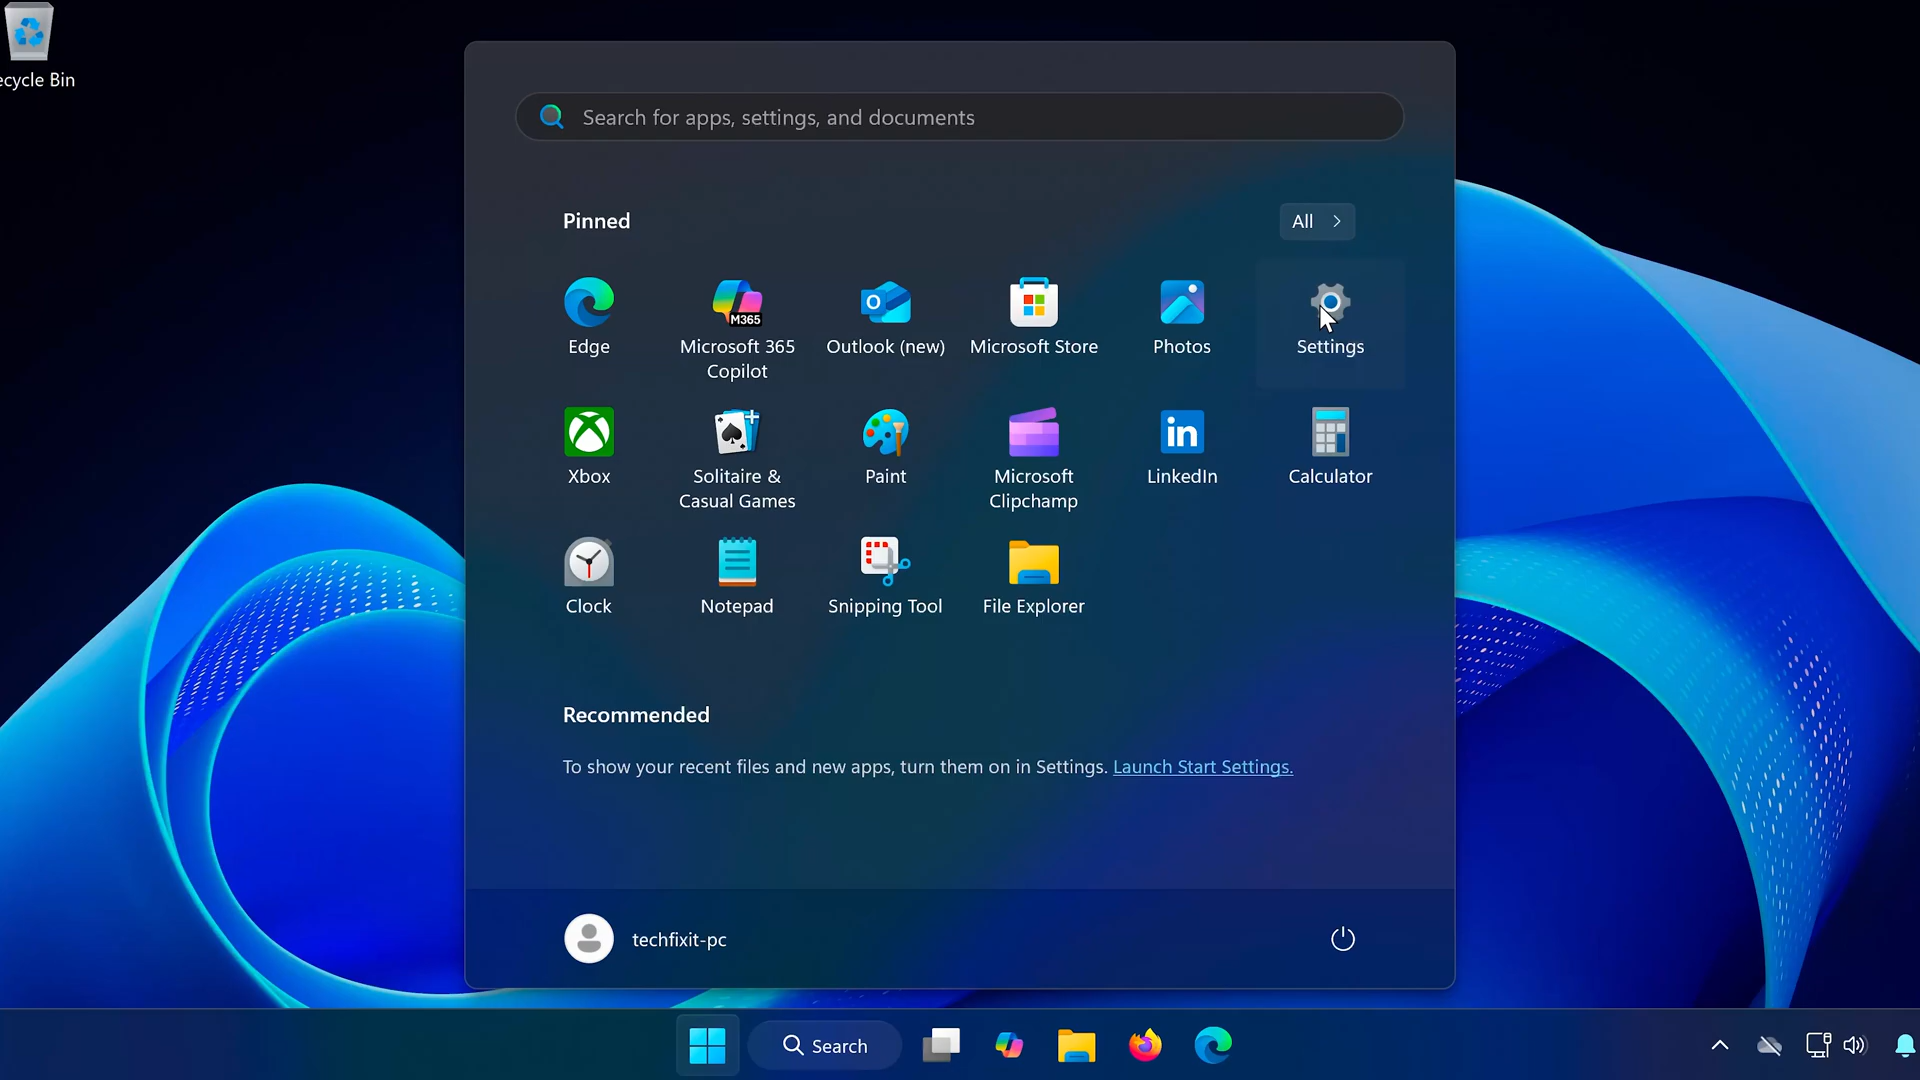 ecycle Bin
Search for apps, settings, and documents
Pinned
All
Edge
M365
Microsoft 365
Copilot
O
Outlook (new)
Microsoft Store
Photos
Settings
Xbox
Solitaire &
Casual Games
Paint
Microsoft
Clipchamp
in
LinkedIn
Calculator
Clock
Notepad
Snipping Tool
File Explorer
Recommended
To show your recent files and new apps, turn them on in Settings. Launch Start Settings.
techfixit-pc
Search